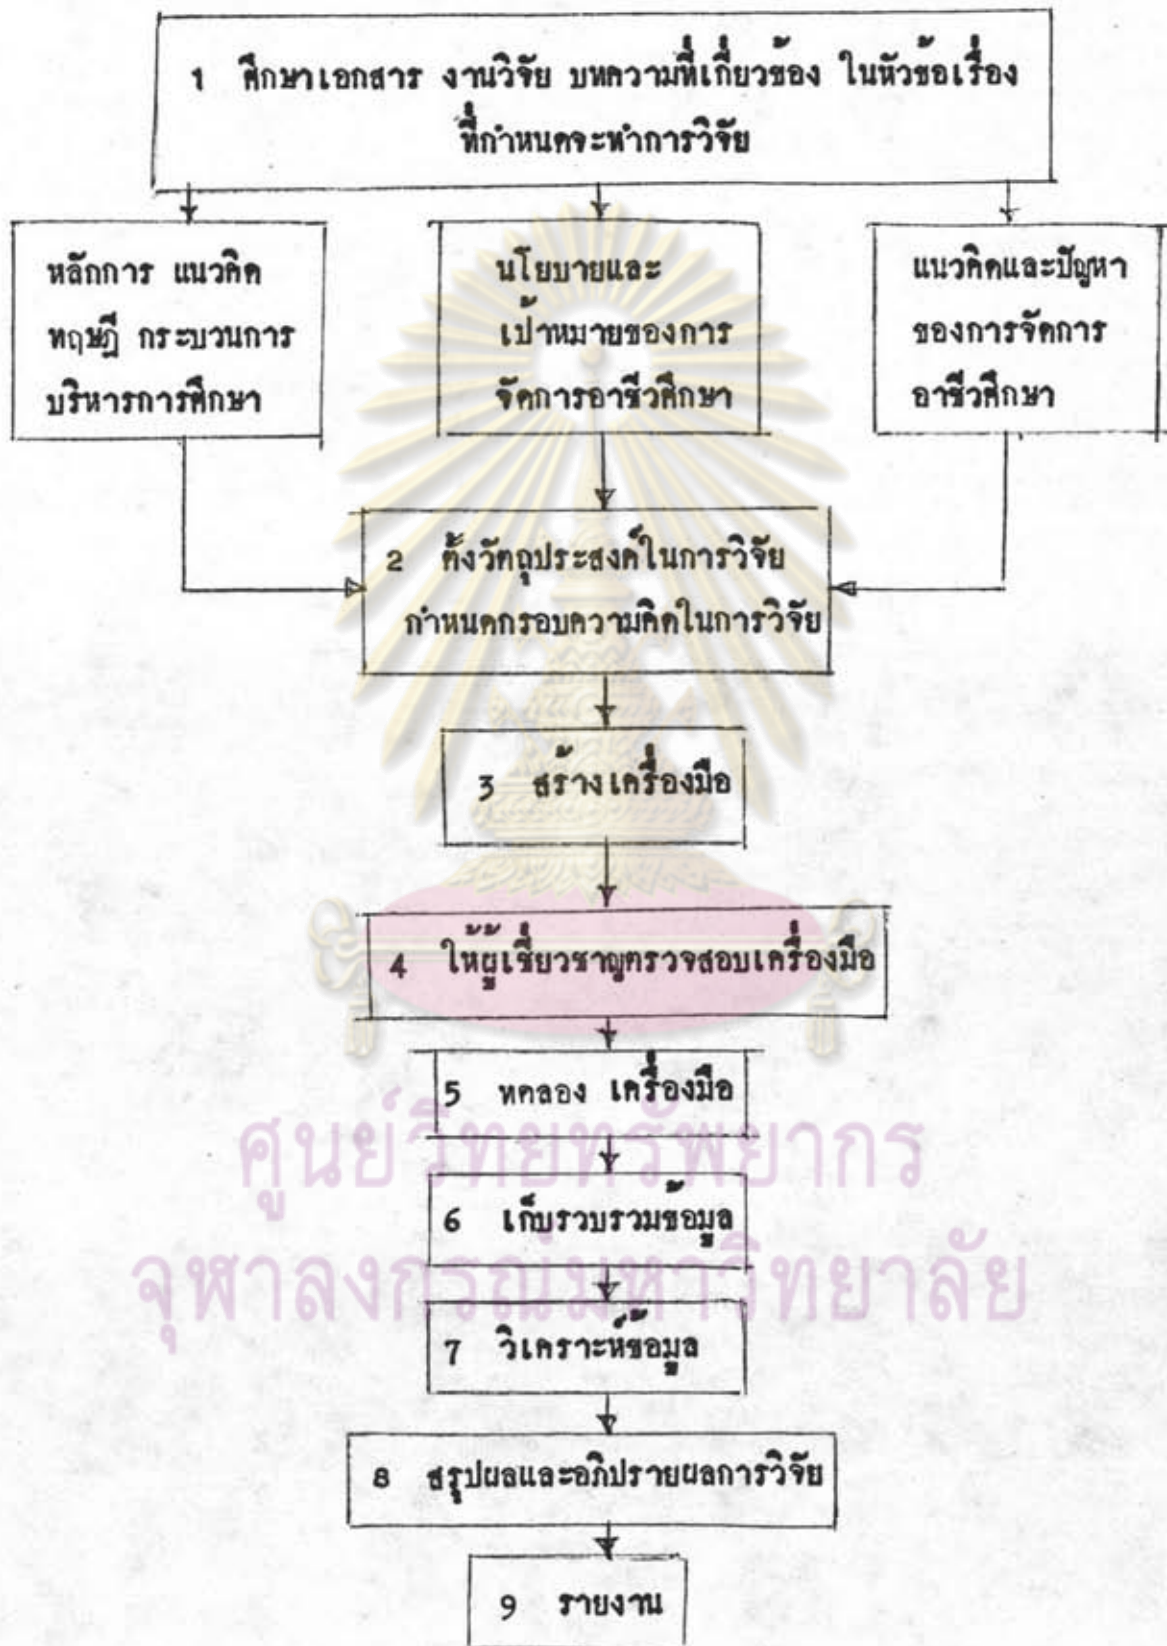 1 ศึกษาเอกสาร งานวิจัย บทความที่เกี่ยวข้อง ในหัวข้อเรื่อง
ที่กำหนดจะทำการวิจัย
หลักการ แนวคิด
ทฤษฎี กระบวนการ
บริหารการศึกษา
นโยบายและ
เป้าหมายของการ
จัดการอาชีวศึกษา
แนวคิดและปัญหา
ของการจัดการ
อาชีวศึกษา
2 ตั้งวัตถุประสงค์ในการวิจัย
กำหนดกรอบความคิดในการวิจัย
3 สร้างเครื่องมือ
4 ให้ผู้เชี่ยวชาญตรวจสอบเครื่องมือ
5 ทดลอง เครื่องมือ
ศูนย์วิทยทรัพยากร
6 เก็บรวบรวมข้อมูล
จุฬาลงกรณ์มหาวิทยาลัย
7 วิเคราะห์ข้อมูล
8 สรุปผลและอภิปรายผลการวิจัย
9 รายงาน